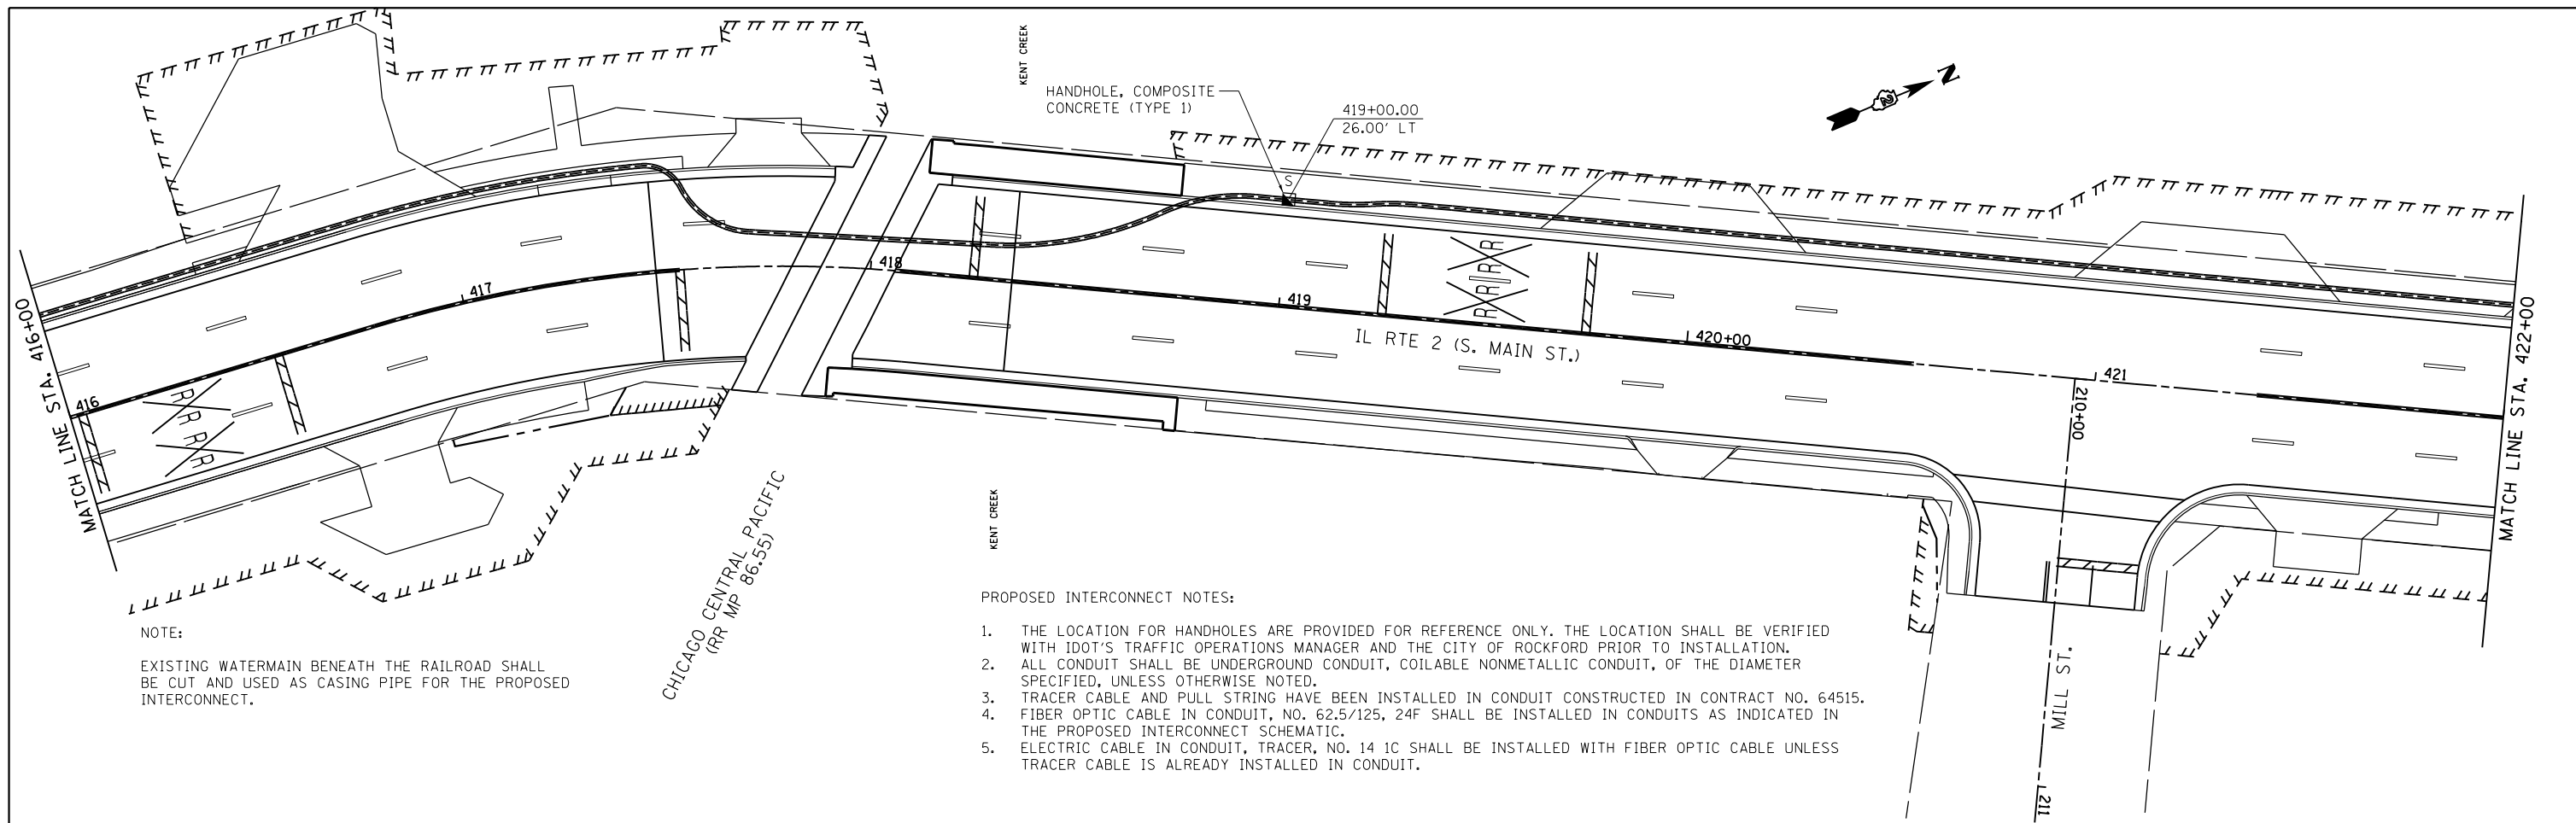 KENT CREEK
HANDHOLE, COMPOSITE
CONCRETE (TYPE 1)
419+00.00
26.00' LT
N
2
S
MATCH LINE STA. 416+00
416
417
418
419
420+00
421
R R
R R
R R
R R
IL RTE 2 (S. MAIN ST.)
210+00
MATCH LINE STA. 422+00
KENT CREEK
CHICAGO CENTRAL PACIFIC
(RR MP 86.55)
MILL ST.
211
NOTE:
EXISTING WATERMAIN BENEATH THE RAILROAD SHALL
BE CUT AND USED AS CASING PIPE FOR THE PROPOSED
INTERCONNECT.
PROPOSED INTERCONNECT NOTES:
1. THE LOCATION FOR HANDHOLES ARE PROVIDED FOR REFERENCE ONLY. THE LOCATION SHALL BE VERIFIED
WITH IDOT'S TRAFFIC OPERATIONS MANAGER AND THE CITY OF ROCKFORD PRIOR TO INSTALLATION.
2. ALL CONDUIT SHALL BE UNDERGROUND CONDUIT, COILABLE NONMETALLIC CONDUIT, OF THE DIAMETER
SPECIFIED, UNLESS OTHERWISE NOTED.
3. TRACER CABLE AND PULL STRING HAVE BEEN INSTALLED IN CONDUIT CONSTRUCTED IN CONTRACT NO. 64515.
4. FIBER OPTIC CABLE IN CONDUIT, NO. 62.5/125, 24F SHALL BE INSTALLED IN CONDUITS AS INDICATED IN
THE PROPOSED INTERCONNECT SCHEMATIC.
5. ELECTRIC CABLE IN CONDUIT, TRACER, NO. 14 1C SHALL BE INSTALLED WITH FIBER OPTIC CABLE UNLESS
TRACER CABLE IS ALREADY INSTALLED IN CONDUIT.